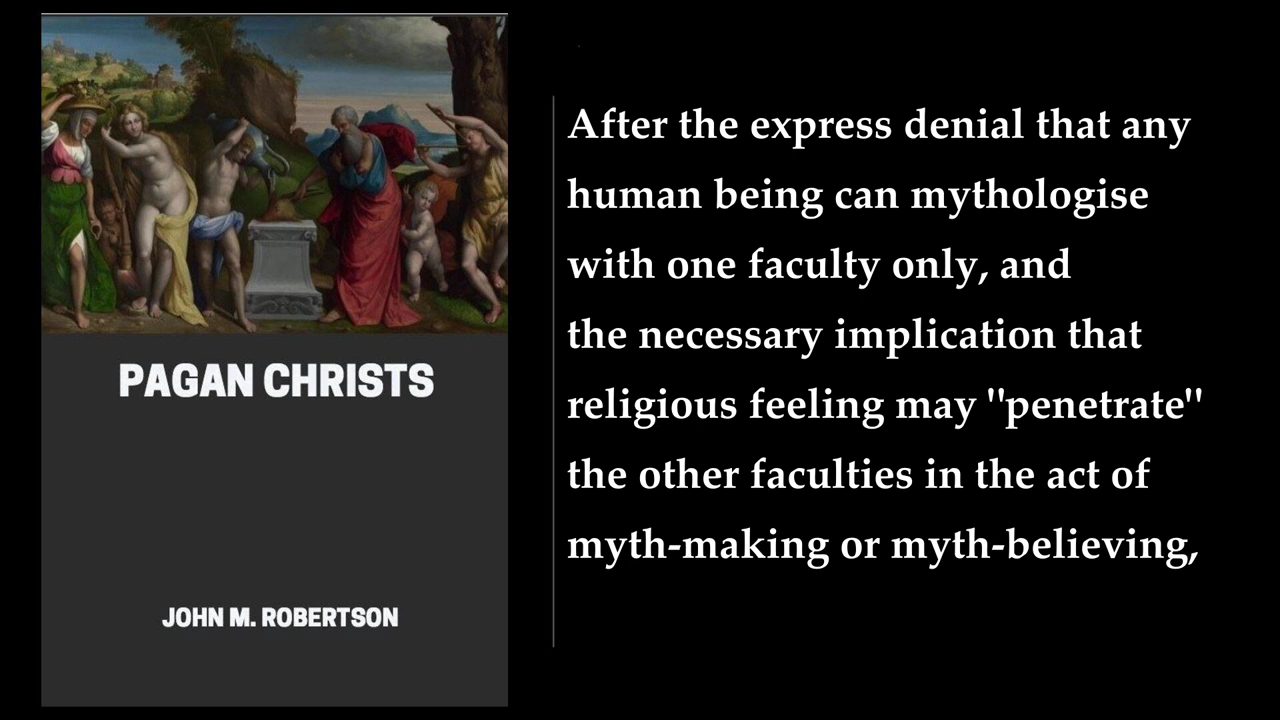 PAGAN CHRISTS
JOHN M. ROBERTSON
After the express denial that any
human being can mythologise
with one faculty only, and
the necessary implication that
religious feeling may "penetrate"
the other faculties in the act of
myth-making or myth-believing,